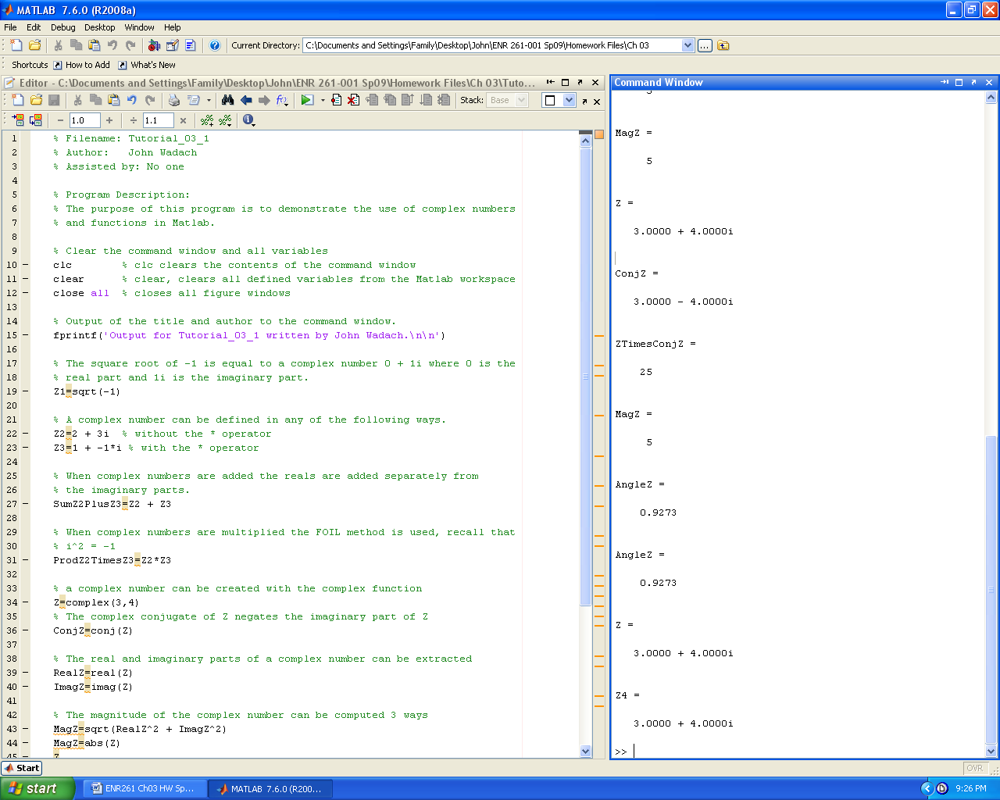 MATLAB 7.6.0 (R2008a)
File Edit Debug Desktop Window Help
Current Directory: C:\Documents and Settings\Family\Desktop\John\ENR 261-001 Sp09\Homework Files\Ch 03 ...
Shortcuts How to Add What's New
Editor - C:\Documents and Settings\Family\Desktop\John\ENR 261-001 Sp09\Homework Files\Ch 03\Tuto...
Stack: Base
− 1.0 + ÷ 1.1 ×
1 % Filename: Tutorial_03_1
2 % Author: John Wadach
3 % Assisted by: No one
4
5 % Program Description:
6 % The purpose of this program is to demonstrate the use of complex numbers
7 % and functions in Matlab.
8
9 % Clear the command window and all variables
10 − clc % clc clears the contents of the command window
11 − clear % clear, clears all defined variables from the Matlab workspace
12 − close all % closes all figure windows
13
14 % Output of the title and author to the command window.
15 − fprintf('Output for Tutorial_03_1 written by John Wadach.\n\n')
16
17 % The square root of -1 is equal to a complex number 0 + 1i where 0 is the
18 % real part and 1i is the imaginary part.
19 − Z1=sqrt(-1)
20
21 % A complex number can be defined in any of the following ways.
22 − Z2=2 + 3i % without the * operator
23 − Z3=1 + -1*i % with the * operator
24
25 % When complex numbers are added the reals are added separately from
26 % the imaginary parts.
27 − SumZ2PlusZ3=Z2 + Z3
28
29 % When complex numbers are multiplied the FOIL method is used, recall that
30 % i^2 = -1
31 − ProdZ2TimesZ3=Z2*Z3
32
33 % a complex number can be created with the complex function
34 − Z=complex(3,4)
35 % The complex conjugate of Z negates the imaginary part of Z
36 − ConjZ=conj(Z)
37
38 % The real and imaginary parts of a complex number can be extracted
39 − RealZ=real(Z)
40 − ImagZ=imag(Z)
41
42 % The magnitude of the complex number can be computed 3 ways
43 − MagZ=sqrt(RealZ^2 + ImagZ^2)
44 − MagZ=abs(Z)
45 − Z
Command Window
MagZ =
5
Z =
3.0000 + 4.0000i
ConjZ =
3.0000 - 4.0000i
ZTimesConjZ =
25
MagZ =
5
AngleZ =
0.9273
AngleZ =
0.9273
Z =
3.0000 + 4.0000i
Z4 =
3.0000 + 4.0000i
>>
Start
OVR
start ENR261 Ch03 HW Sp... MATLAB 7.6.0 (R200... 9:26 PM